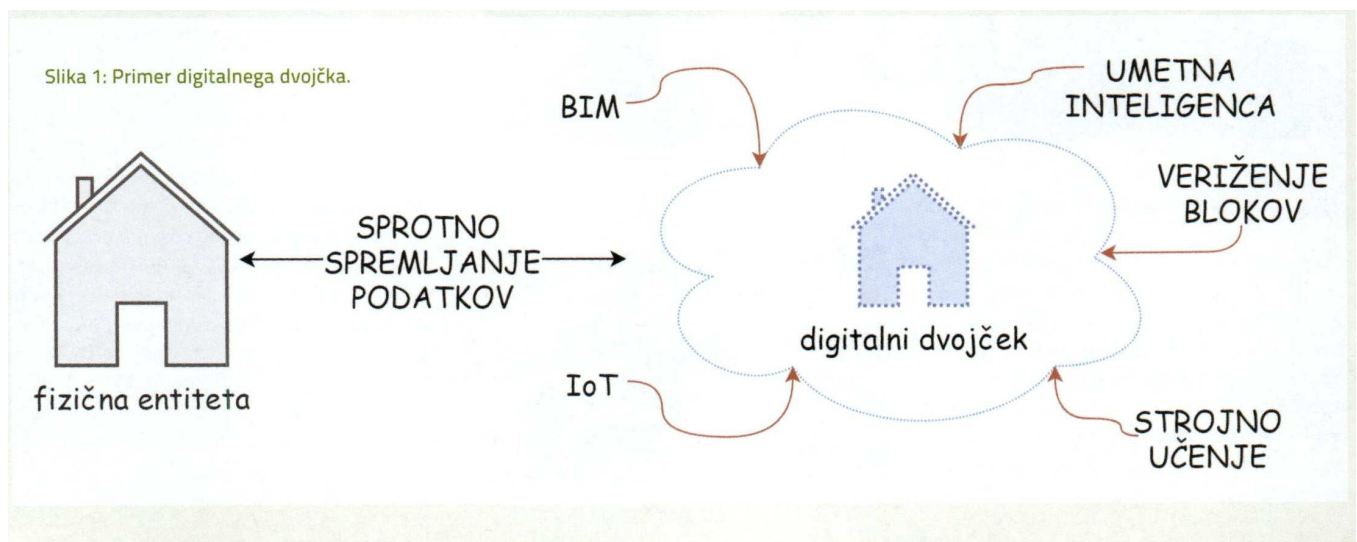 Slika 1: Primer digitalnega dvojčka.
BIM
UMETNA
INTELIGENCA
VERIŽENJE
BLOKOV
SPROTNO
SPREMLJANJE
PODATKOV
digitalni dvojček
fizična entiteta
IoT
STROJNO
UČENJE